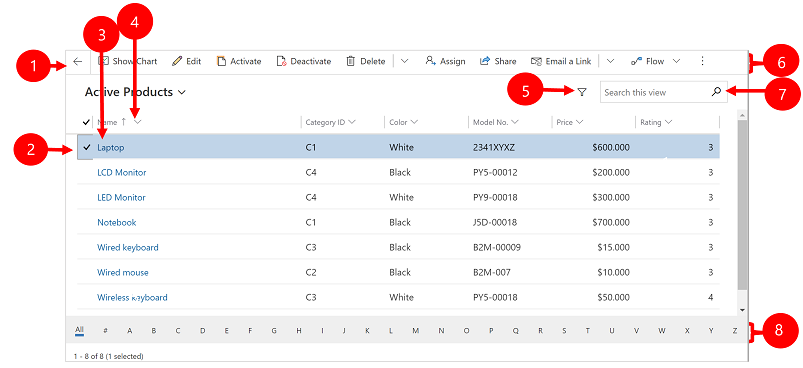 4
3
1
Show Chart Edit Activate Deactivate Delete Assign Share Email a Link Flow
6
Active Products
5
Search this view
7
Name Category ID Color Model No. Price Rating
2
Laptop C1 White 2341XYXZ $600.000 3
LCD Monitor C4 Black PY5-00012 $200.000 3
LED Monitor C4 White PY9-00018 $300.000 3
Notebook C1 Black J5D-00018 $700.000 3
Wired keyboard C3 Black B2M-00009 $15.000 3
Wired mouse C2 Black B2M-007 $10.000 3
Wireless keyboard C3 White PY5-00018 $50.000 4
All # A B C D E F G H I J K L M N O P Q R S T U V W X Y Z
8
1 - 8 of 8 (1 selected)